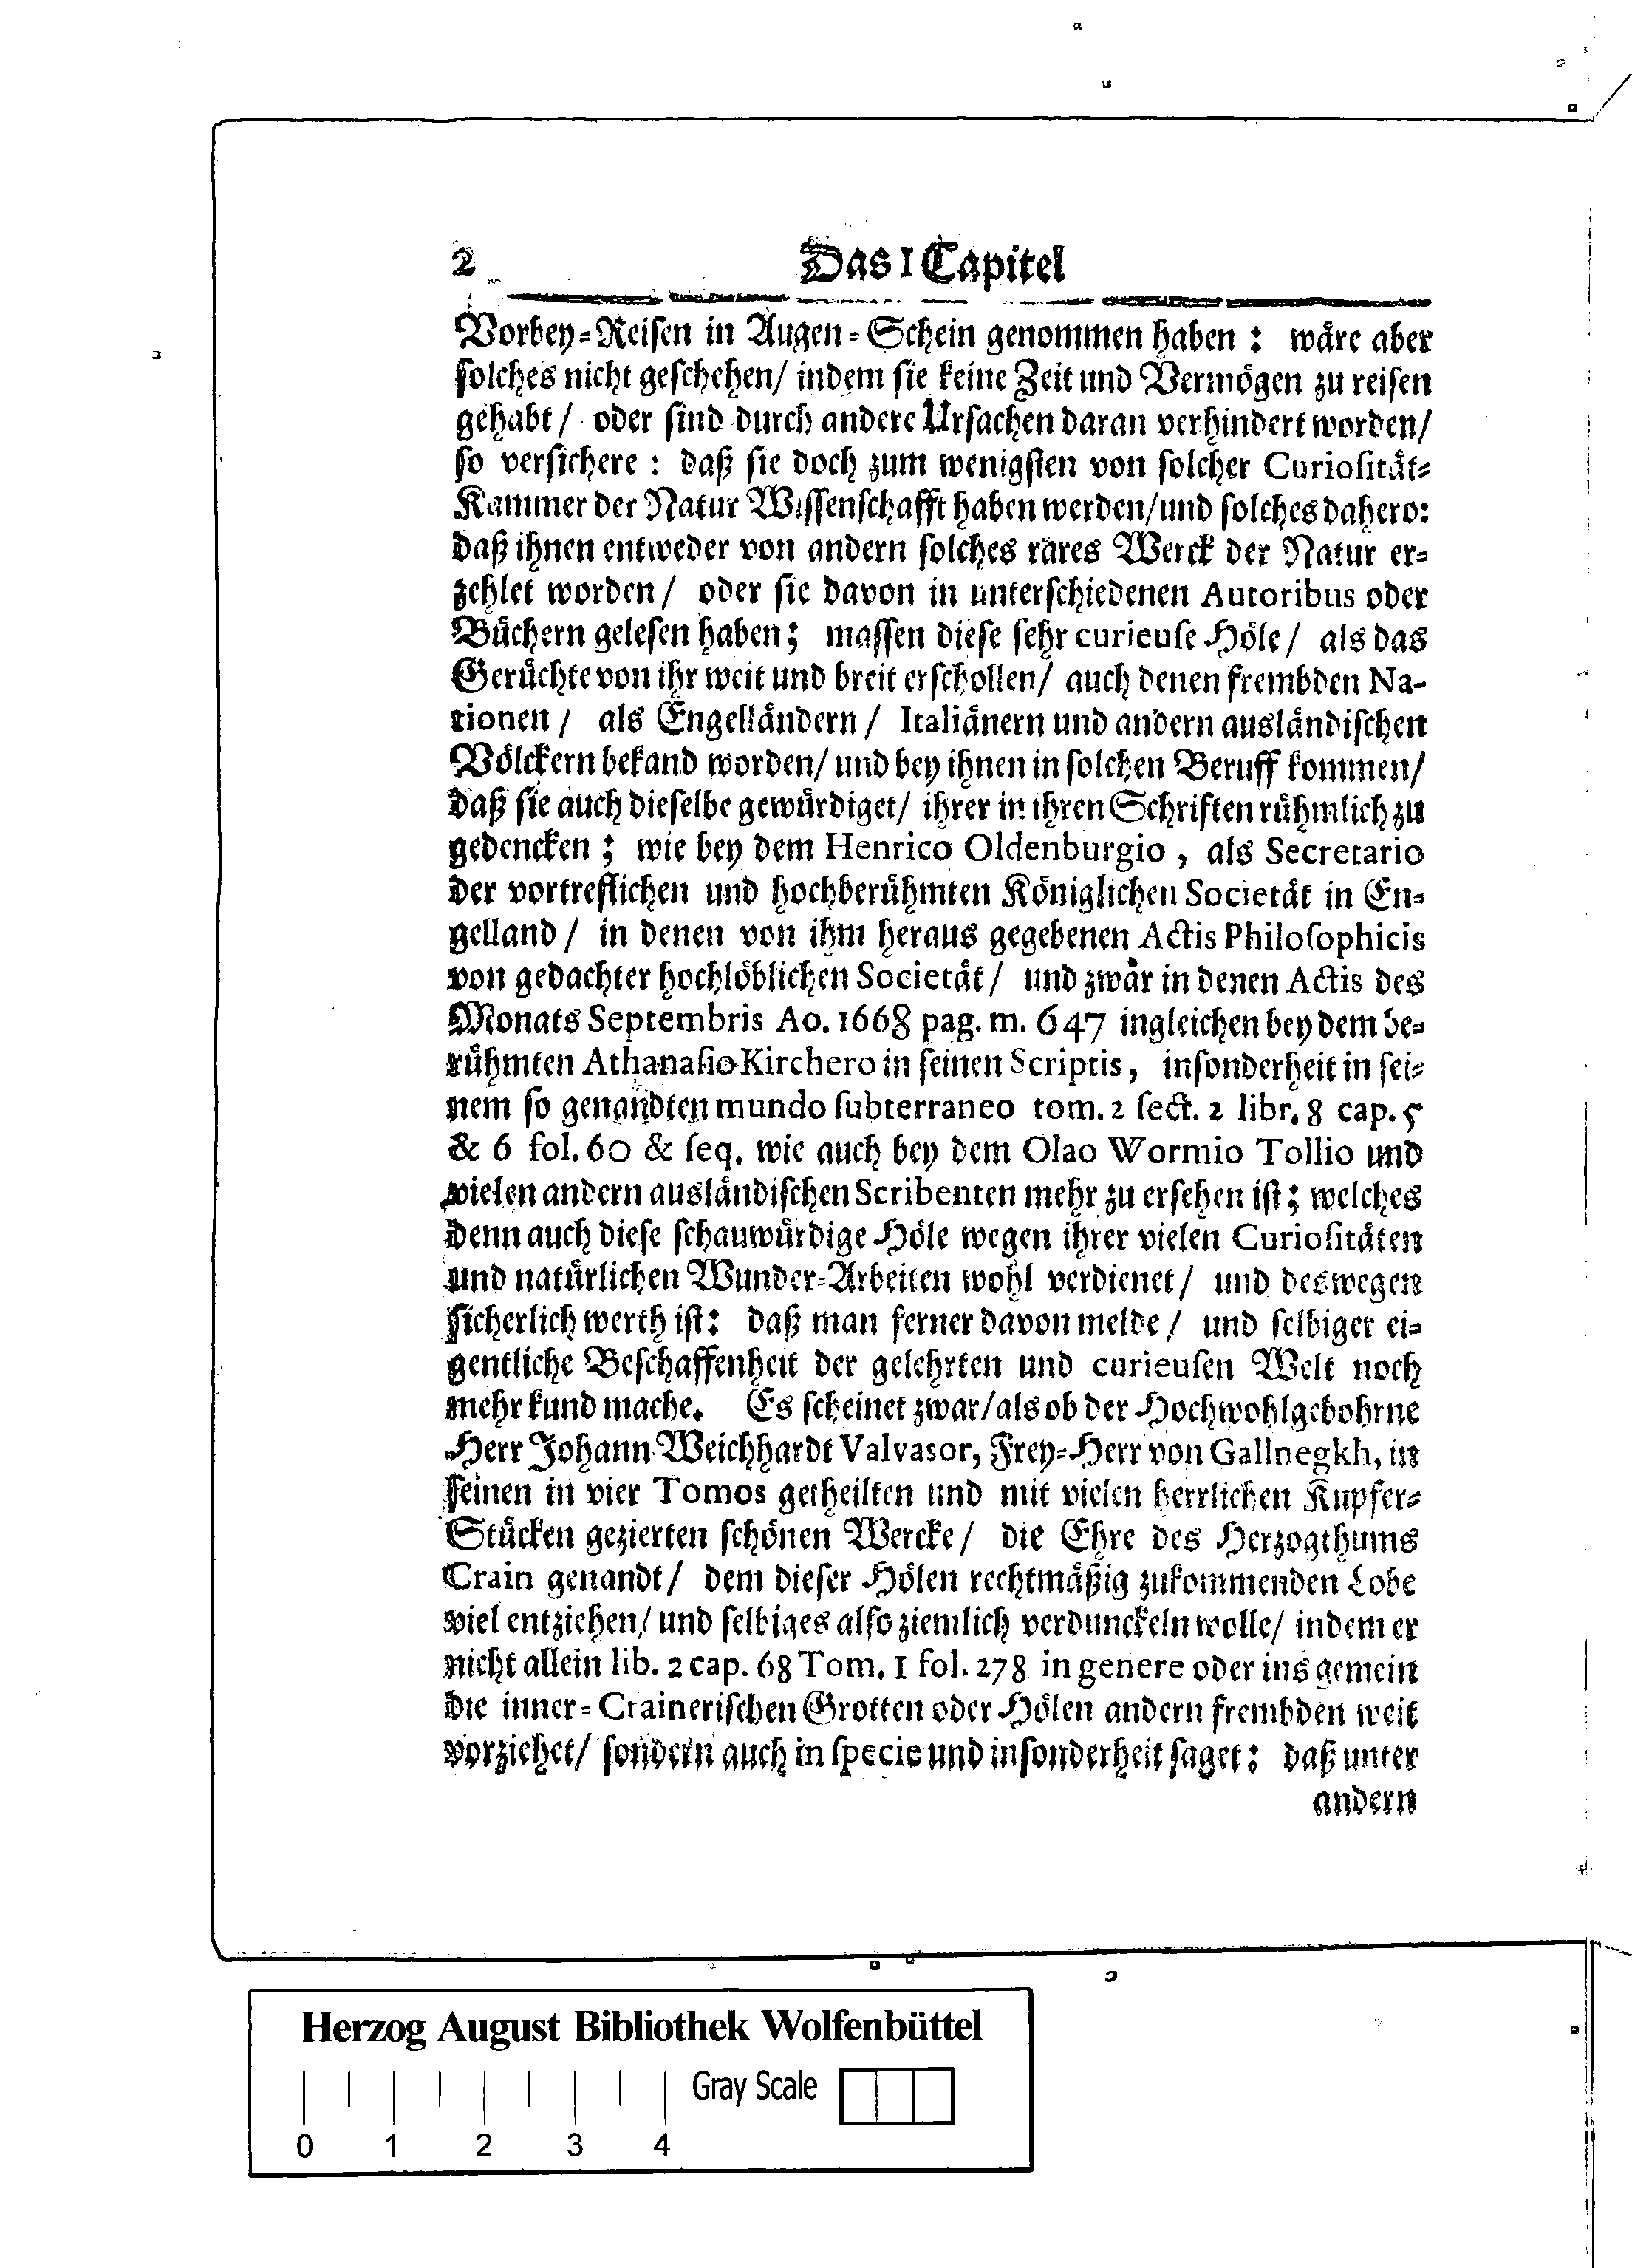 2 Das I Capitel
Vorbey-Reisen in Augen-Schein genommen haben: wäre aber
solches nicht geschehen/ indem sie keine Zeit und Vermögen zu reisen
gehabt/ oder sind durch andere Ursachen daran verhindert worden/
so versichere: daß sie doch zum wenigsten von solcher Curiosität-
Kammer der Natur Wissenschafft haben werden/und solches dahero:
daß ihnen entweder von andern solches rares Werck der Natur er-
zehlet worden/ oder sie davon in unterschiedenen Autoribus oder
Büchern gelesen haben; massen diese sehr curieuse Höle/ als das
Gerüchte von ihr weit und breit erschollen/ auch denen frembden Na-
tionen/ als Engelländern/ Italiänern und andern ausländischen
Völckern bekand worden/ und bey ihnen in solchen Beruff kommen/
daß sie auch dieselbe gewürdiget/ ihrer in ihren Schriften rühmlich zu
gedencken; wie bey dem Henrico Oldenburgio, als Secretario
der vortreflichen und hochberühmten Königlichen Societät in En-
gelland/ in denen von ihm heraus gegebenen Actis Philosophicis
von gedachter hochlöblichen Societät/ und zwar in denen Actis des
Monats Septembris Ao. 1668 pag. m. 647 ingleichen bey dem be-
rühmten Athanasio Kirchero in seinen Scriptis, insonderheit in sei-
nem so genandten mundo subterraneo tom. 2 sect. 2 libr. 8 cap. 5
& 6 fol. 60 & seq. wie auch bey dem Olao Wormio Tollio und
vielen andern ausländischen Scribenten mehr zu ersehen ist; welches
denn auch diese schauwürdige Höle wegen ihrer vielen Curiositäten
und natürlichen Wunder-Arbeiten wohl verdienet/ und deswegen
sicherlich werth ist: daß man ferner davon melde/ und selbiger ei-
gentliche Beschaffenheit der gelehrten und curieusen Welt noch
mehr kund mache. Es scheinet zwar/als ob der Hochwohlgebohrne
Herr Johann Weichhardt Valvasor, Frey-Herr von Gallnegkh, in
seinen in vier Tomos getheilten und mit vielen herrlichen Kupfer-
Stücken gezierten schönen Wercke/ die Ehre des Herzogthums
Crain genandt/ dem dieser Hölen rechtmäßig zukommenden Lobe
viel entziehen/ und selbiges also ziemlich verdunckeln wolle/ indem er
nicht allein lib. 2 cap. 68 Tom. I fol. 278 in genere oder ins gemein
die inner-Crainerischen Grotten oder Hölen andern frembden weit
vorziehet/ sondern auch in specie und insonderheit saget: daß unter
andern
Herzog August Bibliothek Wolfenbüttel
Gray Scale
0 1 2 3 4